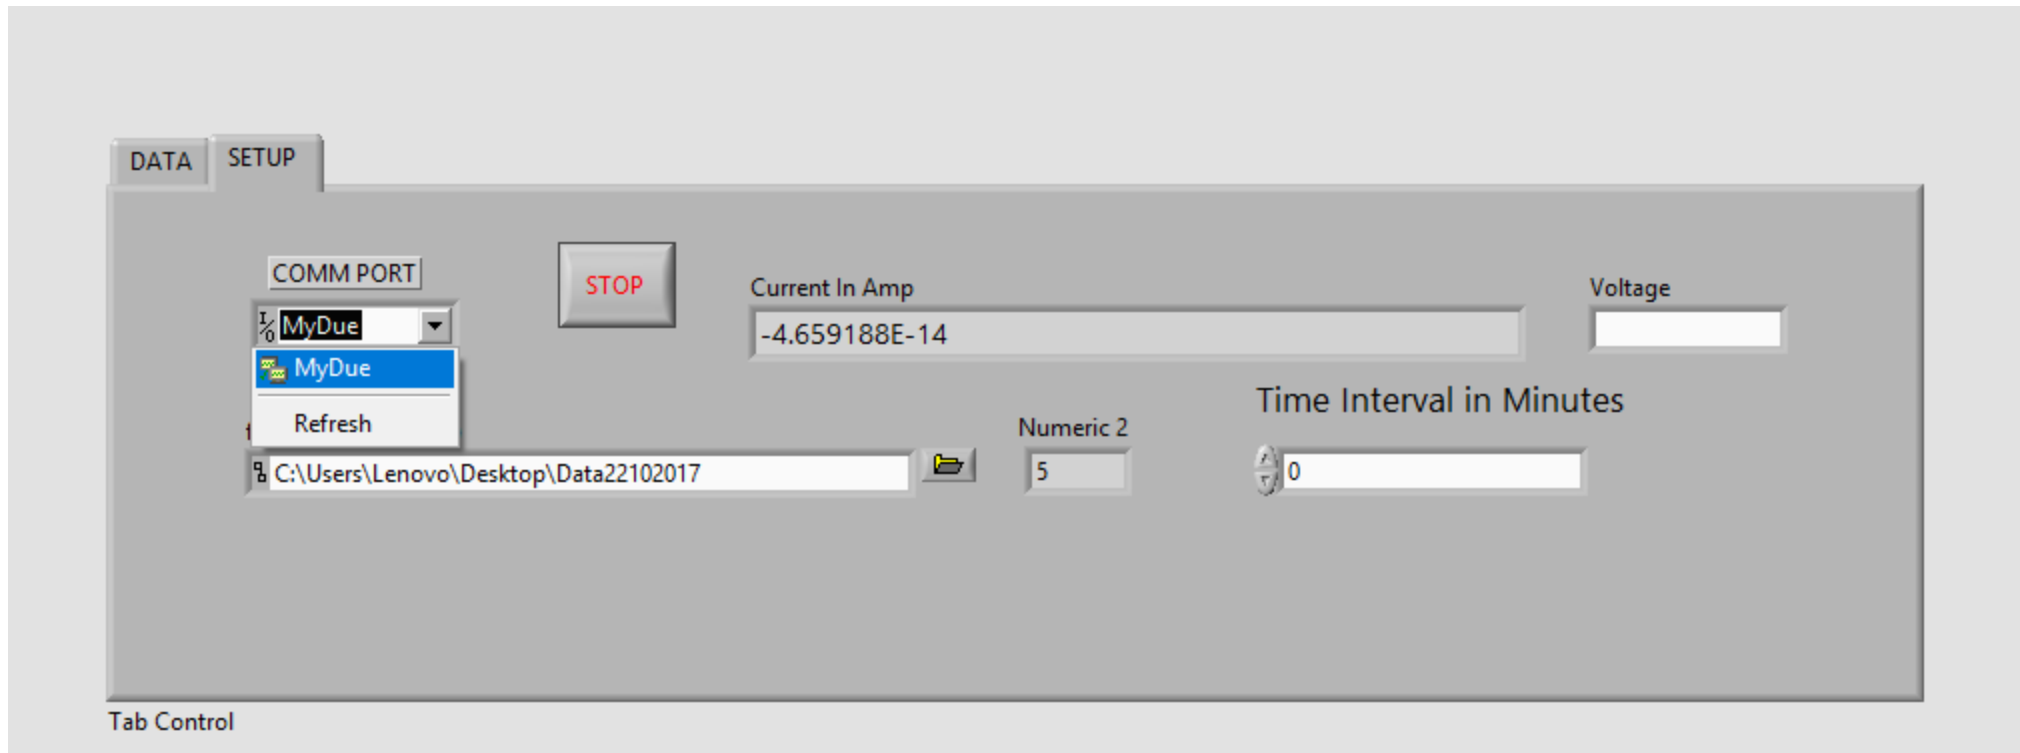 DATA
SETUP
COMM PORT
STOP
Current In Amp
Voltage
I/O MyDue
-4.659188E-14
MyDue
Refresh
Time Interval in Minutes
Numeric 2
C:\Users\Lenovo\Desktop\Data22102017
5
0
Tab Control